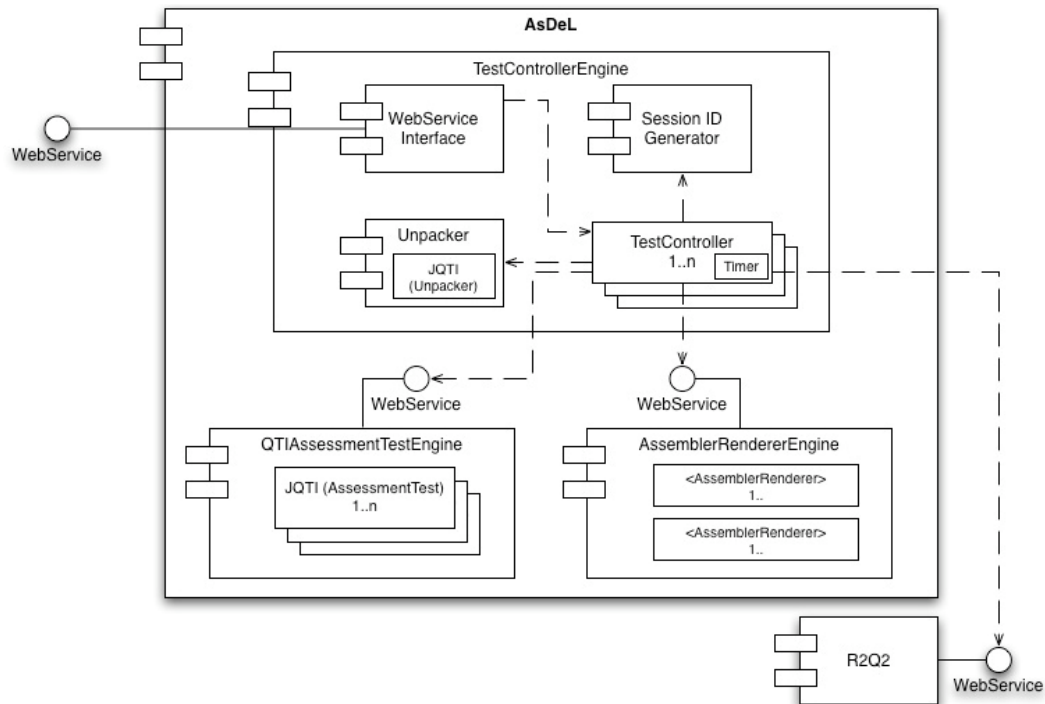 AsDeL
TestControllerEngine
WebService
Interface
Session ID
Generator
WebService
Unpacker
JQTI
(Unpacker)
TestController
1..n
Timer
WebService
WebService
QTIAssessmentTestEngine
JQTI (AssessmentTest)
1..n
AssemblerRendererEngine
<AssemblerRenderer>
1..
<AssemblerRenderer>
1..
R2Q2
WebService